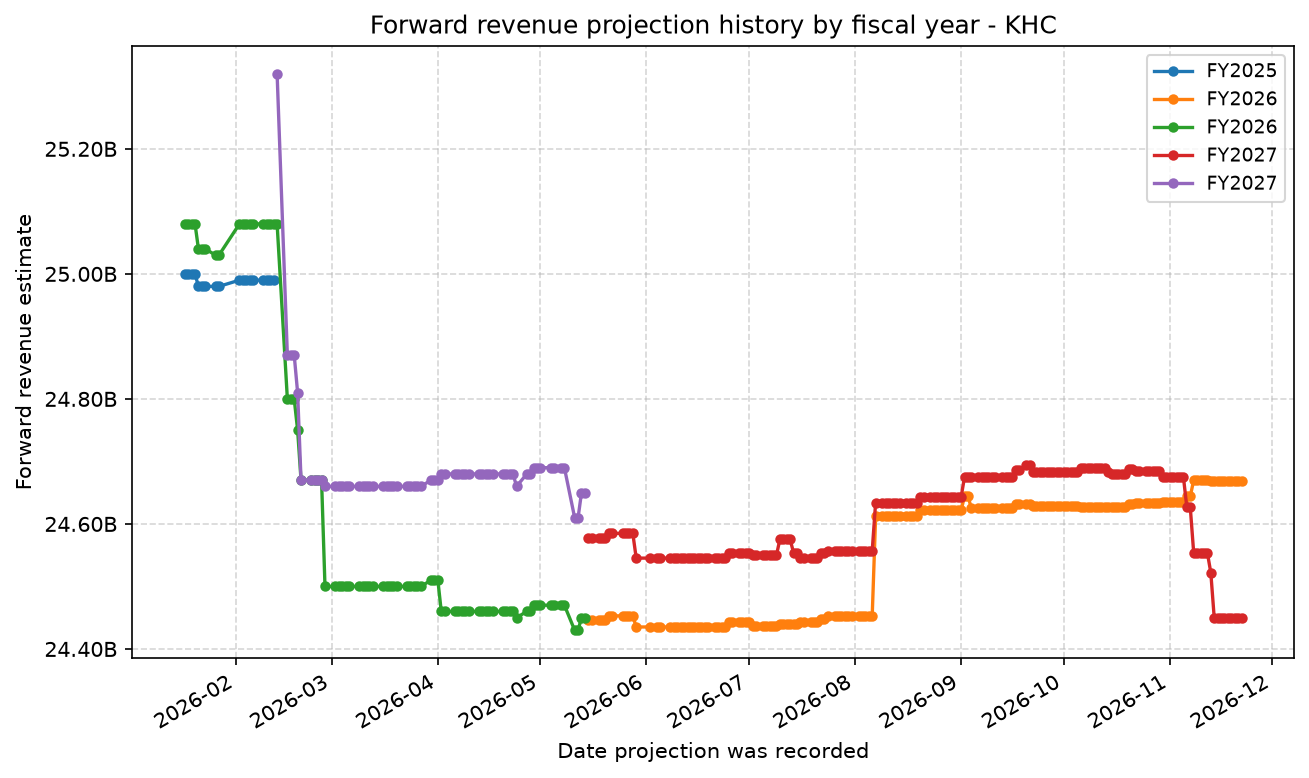 Forward revenue projection history by fiscal year - KHC
FY2025
FY2026
FY2026
FY2027
FY2027
25.20B
25.00B
24.80B
24.60B
24.40B
Forward revenue estimate
2026-02
2026-03
2026-04
2026-05
2026-06
2026-07
2026-08
2026-09
2026-10
2026-11
2026-12
Date projection was recorded